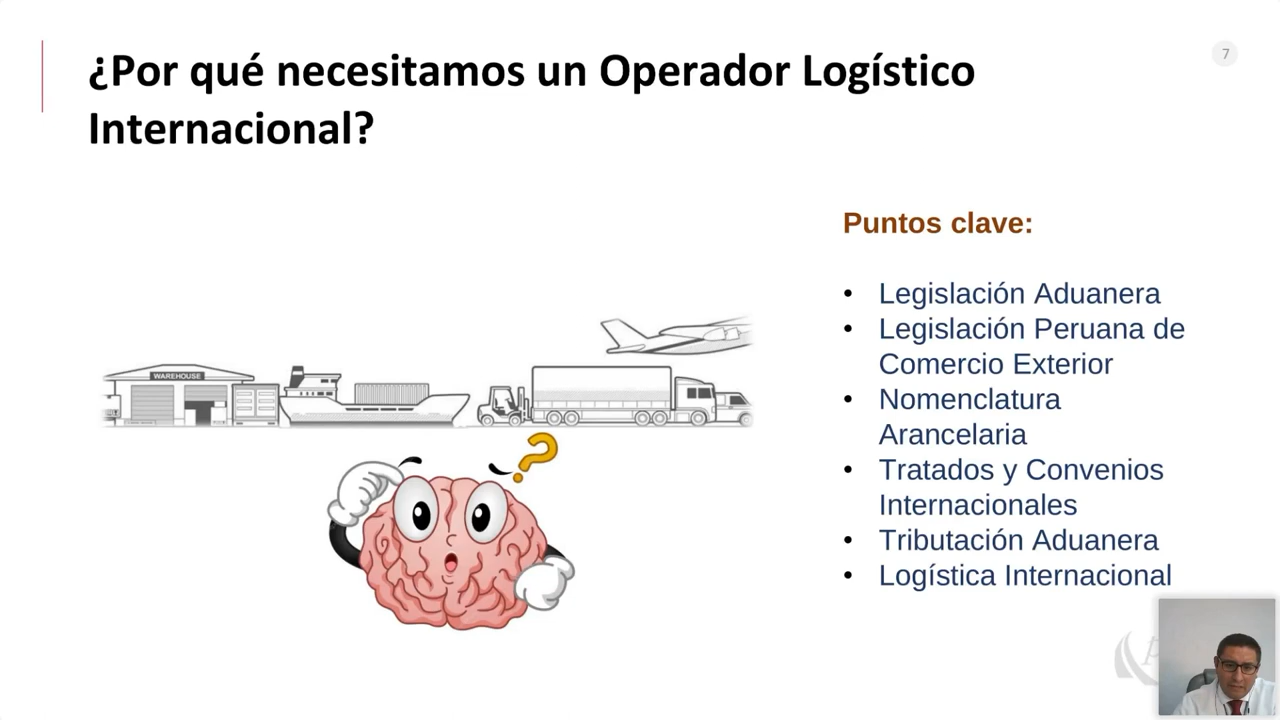 7
¿Por qué necesitamos un Operador Logístico
Internacional?
Puntos clave:
• Legislación Aduanera
• Legislación Peruana de
Comercio Exterior
• Nomenclatura
Arancelaria
• Tratados y Convenios
Internacionales
• Tributación Aduanera
• Logística Internacional
WAREHOUSE
?